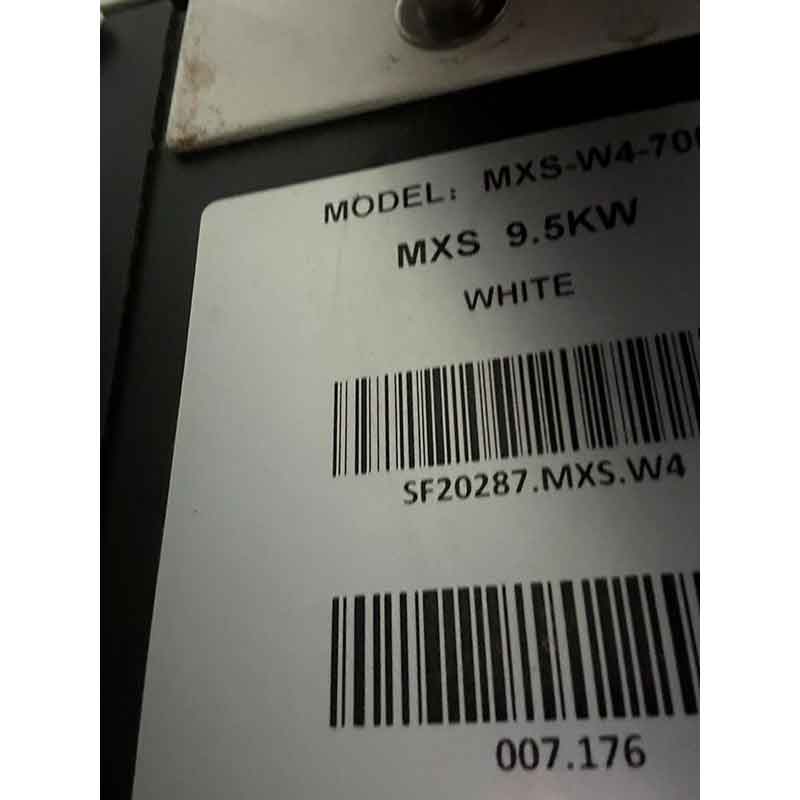 MODEL: MXS-W4-70
MXS 9.5KW
WHITE
SF20287.MXS.W4
007.176